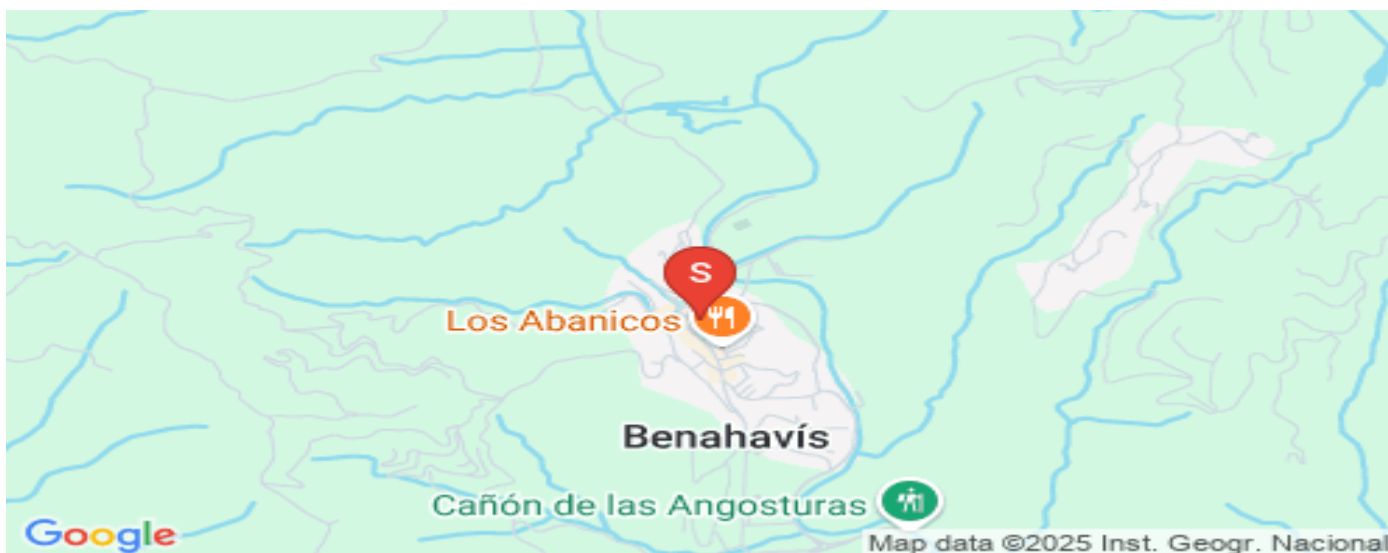 S
Los Abanicos
Benahavís
Cañón de las Angosturas
Google
Map data ©2025 Inst. Geogr. Nacional